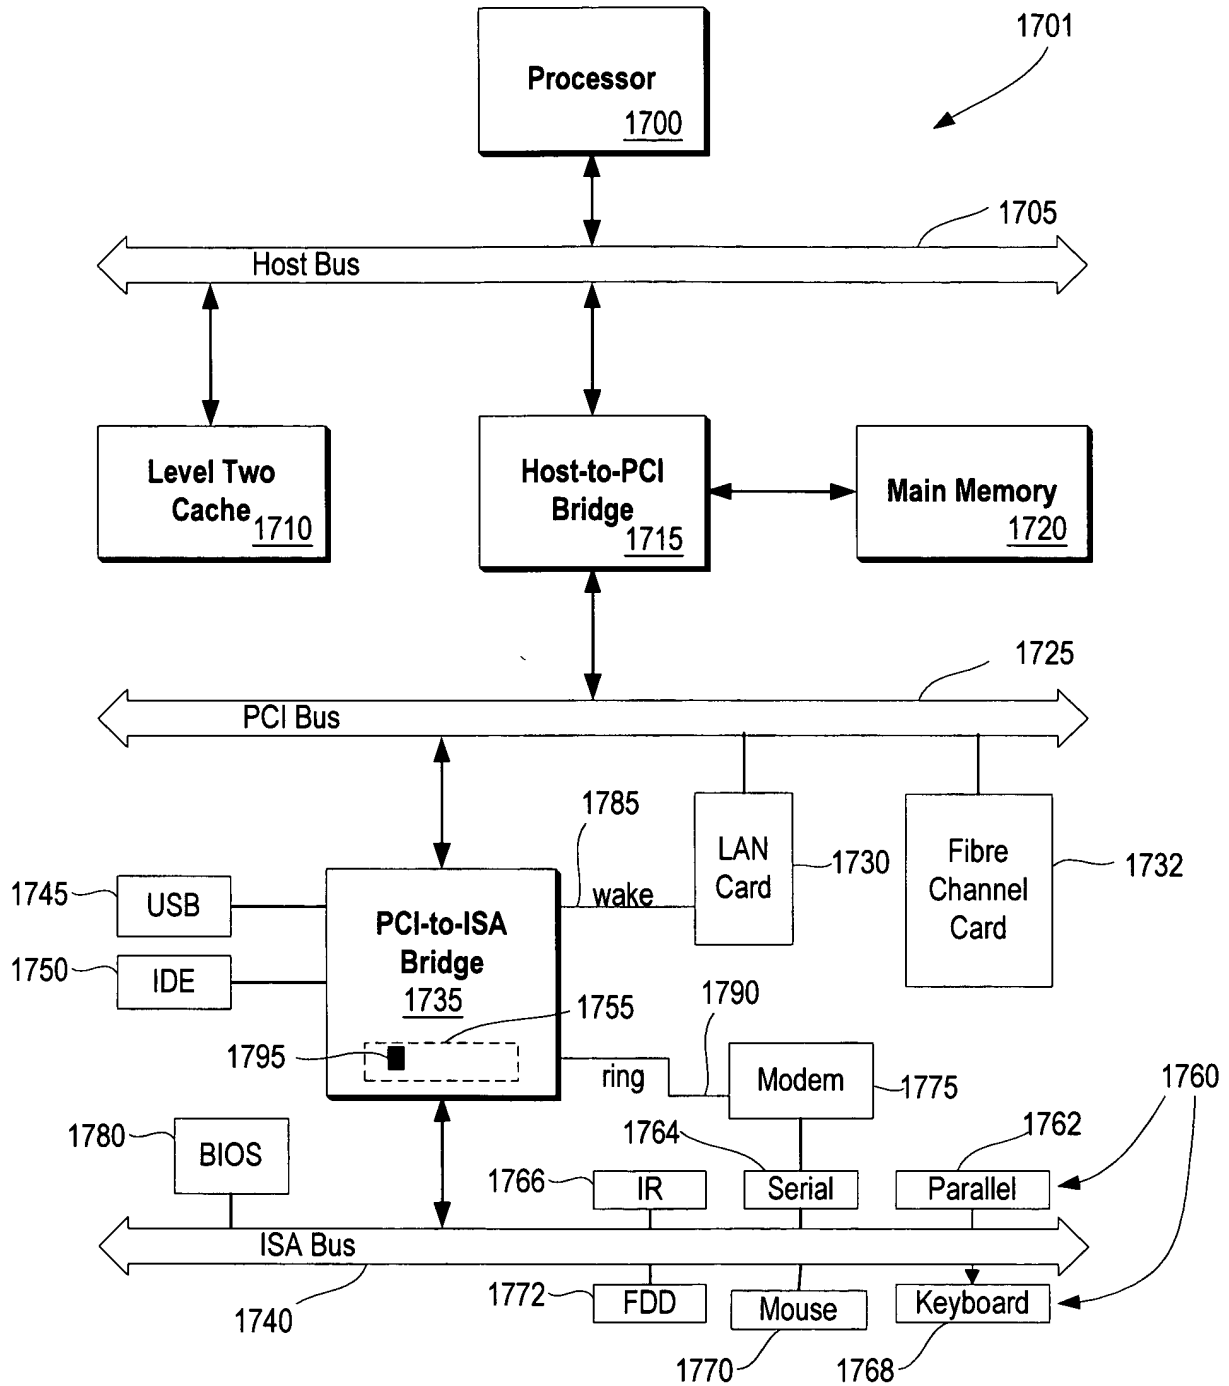 1701
Processor
1700
1705
Host Bus
Level Two
Cache
1710
Host-to-PCI
Bridge
1715
Main Memory
1720
1725
PCI Bus
1785
1745
USB
wake
LAN
Card
1730
Fibre
Channel
Card
1732
PCI-to-ISA
Bridge
1735
1750
IDE
1755
1790
1795
ring
Modem
1775
1760
1780
BIOS
1764
1762
1766
IR
Serial
Parallel
ISA Bus
1740
1772
FDD
Mouse
Keyboard
1770
1768